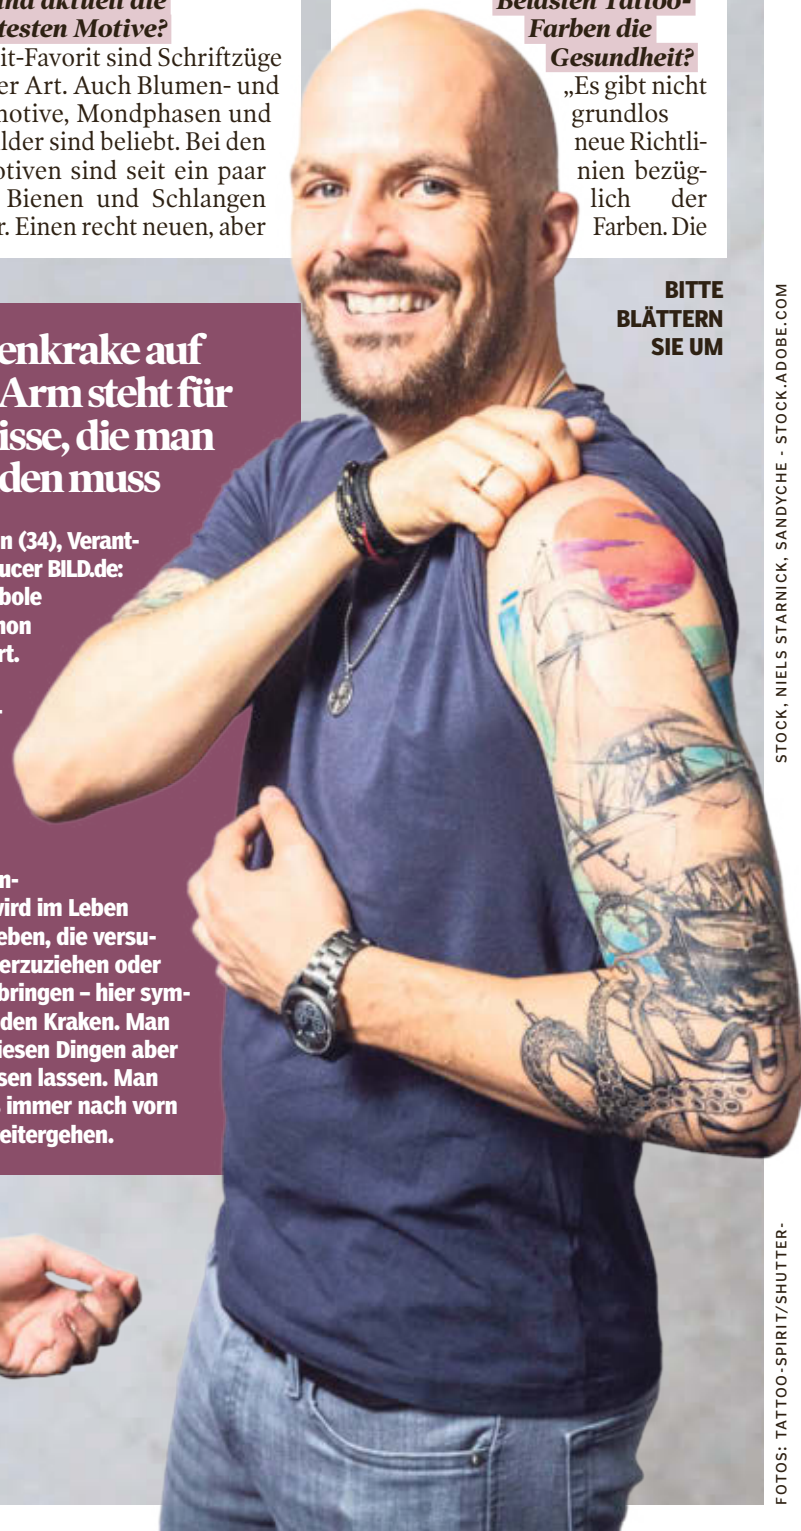 aktuell die
testen Motive?
it-Favorit sind Schriftzüge
er Art. Auch Blumen- und
notive, Mondphasen und
lder sind beliebt. Bei den
otiven sind seit ein paar
Bienen und Schlangen
r. Einen recht neuen, aber
Belasten Tattoo-
Farben die
Gesundheit?
„Es gibt nicht
grundlos
neue Richtli-
nien bezüg-
lich der
Farben. Die
BITTE
BLÄTTERN
SIE UM
enkrake auf
Arm steht für
isse, die man
den muss
n (34), Verant-
ucer BILD.de:
bole
hon
rt.
n-
vird im Leben
eben, die versu-
erzuziehen oder
bringen – hier sym-
den Kraken. Man
iesen Dingen aber
sen lassen. Man
immer nach vorn
eitergehen.
FOTOS: TATTOO-SPIRIT/SHUTTER-
STOCK, NIELS STARNICK, SANDYCHE - STOCK.ADOBE.COM